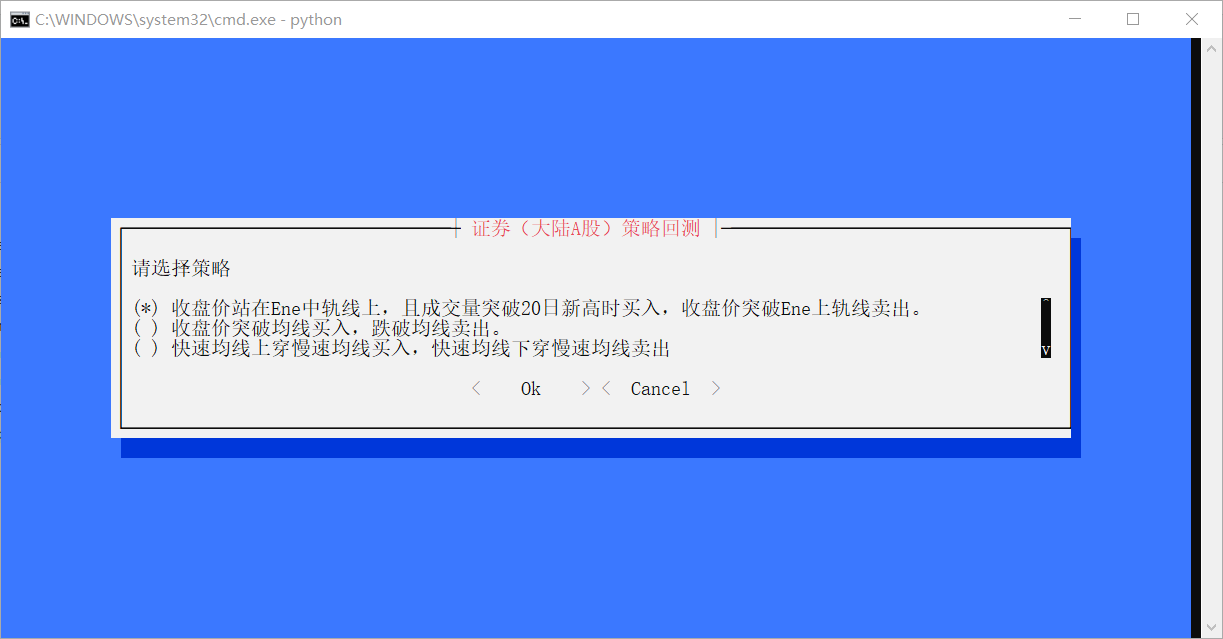 C:\WINDOWS\system32\cmd.exe - python
证券（大陆A股）策略回测
请选择策略
(*) 收盘价站在Ene中轨线上，且成交量突破20日新高时买入，收盘价突破Ene上轨线卖出。
( ) 收盘价突破均线买入，跌破均线卖出。
( ) 快速均线上穿慢速均线买入，快速均线下穿慢速均线卖出
< Ok > < Cancel >